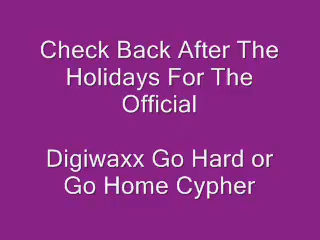 Check Back After The
Holidays For The
Official
Digiwaxx Go Hard or
Go Home Cypher